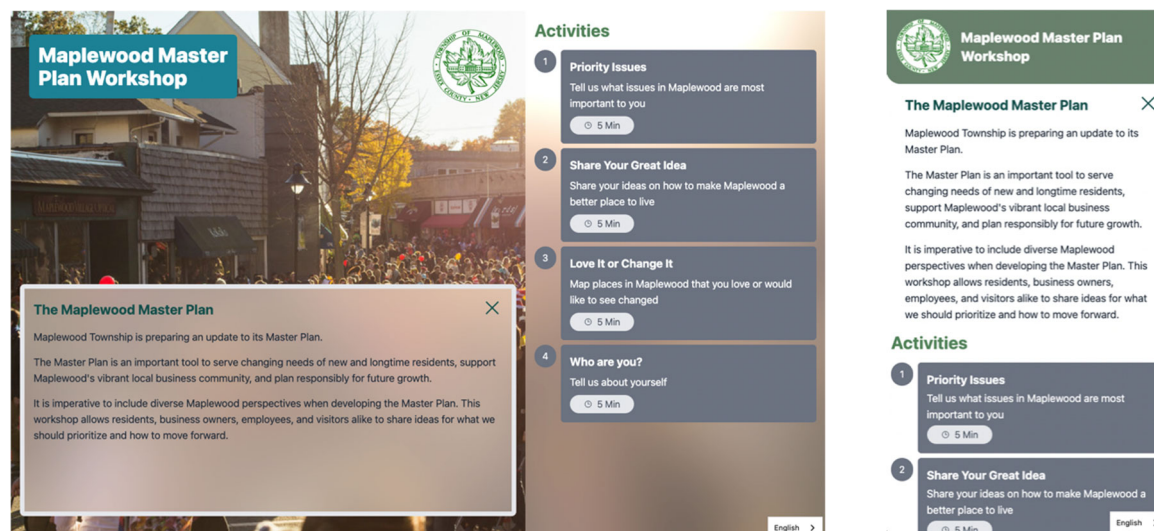 Maplewood Master
Plan Workshop
TOWNSHIP OF MAPLEWOOD
ESSEX COUNTY · NEW JERSEY
The Maplewood Master Plan
Maplewood Township is preparing an update to its Master Plan.
The Master Plan is an important tool to serve changing needs of new and longtime residents, support
Maplewood's vibrant local business community, and plan responsibly for future growth.
It is imperative to include diverse Maplewood perspectives when developing the Master Plan. This
workshop allows residents, business owners, employees, and visitors alike to share ideas for what we
should prioritize and how to move forward.
Activities
1
Priority Issues
Tell us what issues in Maplewood are most
important to you
5 Min
2
Share Your Great Idea
Share your ideas on how to make Maplewood a
better place to live
5 Min
3
Love It or Change It
Map places in Maplewood that you love or would
like to see changed
5 Min
4
Who are you?
Tell us about yourself
5 Min
English
Maplewood Master Plan
Workshop
The Maplewood Master Plan
Maplewood Township is preparing an update to its
Master Plan.
The Master Plan is an important tool to serve
changing needs of new and longtime residents,
support Maplewood's vibrant local business
community, and plan responsibly for future growth.
It is imperative to include diverse Maplewood
perspectives when developing the Master Plan. This
workshop allows residents, business owners,
employees, and visitors alike to share ideas for what
we should prioritize and how to move forward.
Activities
1
Priority Issues
Tell us what issues in Maplewood are most
important to you
5 Min
2
Share Your Great Idea
Share your ideas on how to make Maplewood a
better place to live
5 Min
English